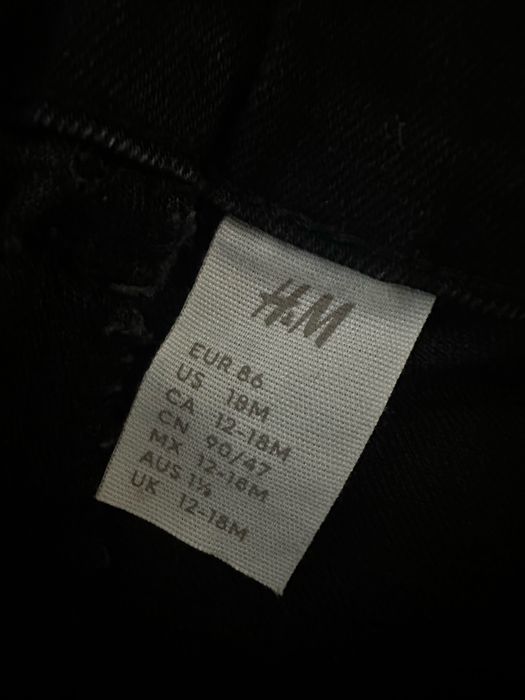 H&M
EUR 86
US 18M
CA 12-18M
CN 90/47
MX 12-18M
AUS 1½
UK 12-18M